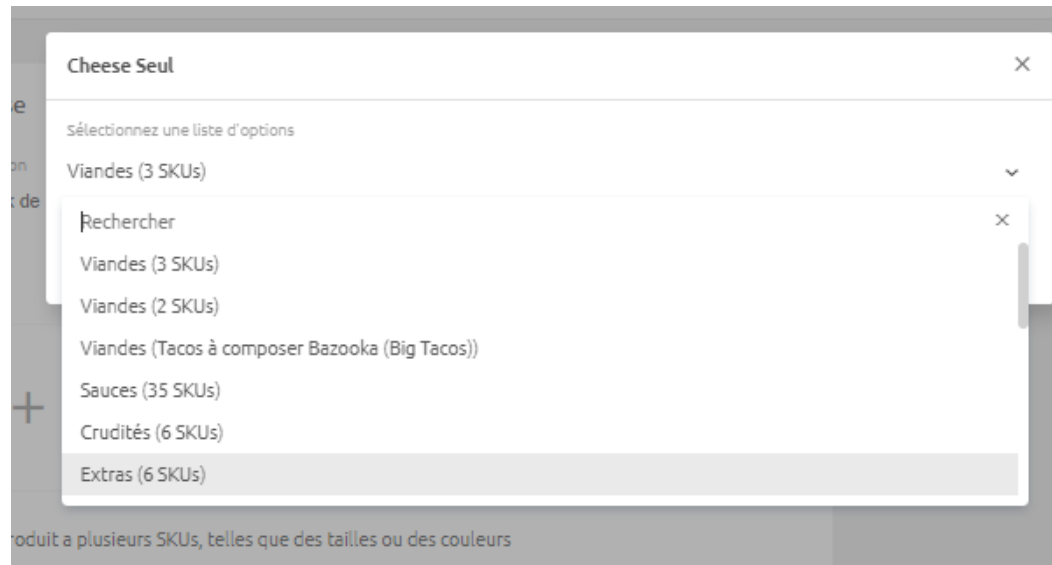 Cheese Seul
Sélectionnez une liste d'options
Viandes (3 SKUs)
: de
Rechercher
Viandes (3 SKUs)
Viandes (2 SKUs)
Viandes (Tacos à composer Bazooka (Big Tacos))
Sauces (35 SKUs)
Crudités (6 SKUs)
Extras (6 SKUs)
roduit a plusieurs SKUs, telles que des tailles ou des couleurs